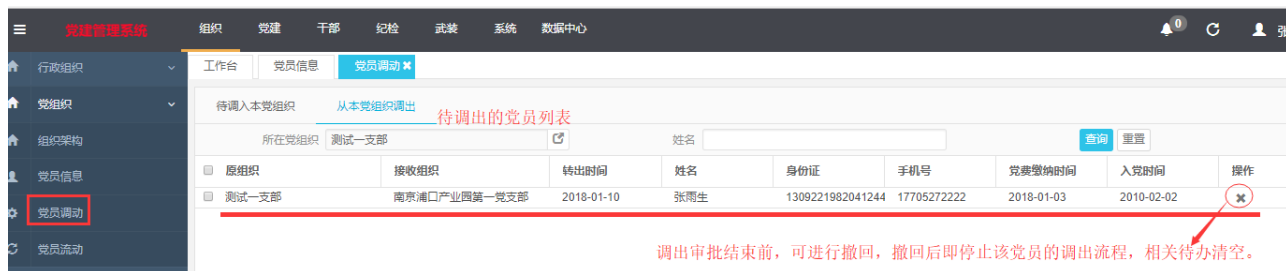 党建管理系统 组织 党建 干部 纪检 武装 系统 数据中心 0
行政组织 工作台 党员信息 党员调动
党组织 待调入本党组织 从本党组织调出
待调出的党员列表
组织架构 所在党组织 测试一支部 姓名 查询 重置
党员信息 原组织 接收组织 转出时间 姓名 身份证 手机号 党费缴纳时间 入党时间 操作
测试一支部 南京浦口产业园第一党支部 2018-01-10 张雨生 1309221982041244 17705272222 2018-01-03 2010-02-02
党员调动
党员流动
调出审批结束前，可进行撤回，撤回后即停止该党员的调出流程，相关待办清空。